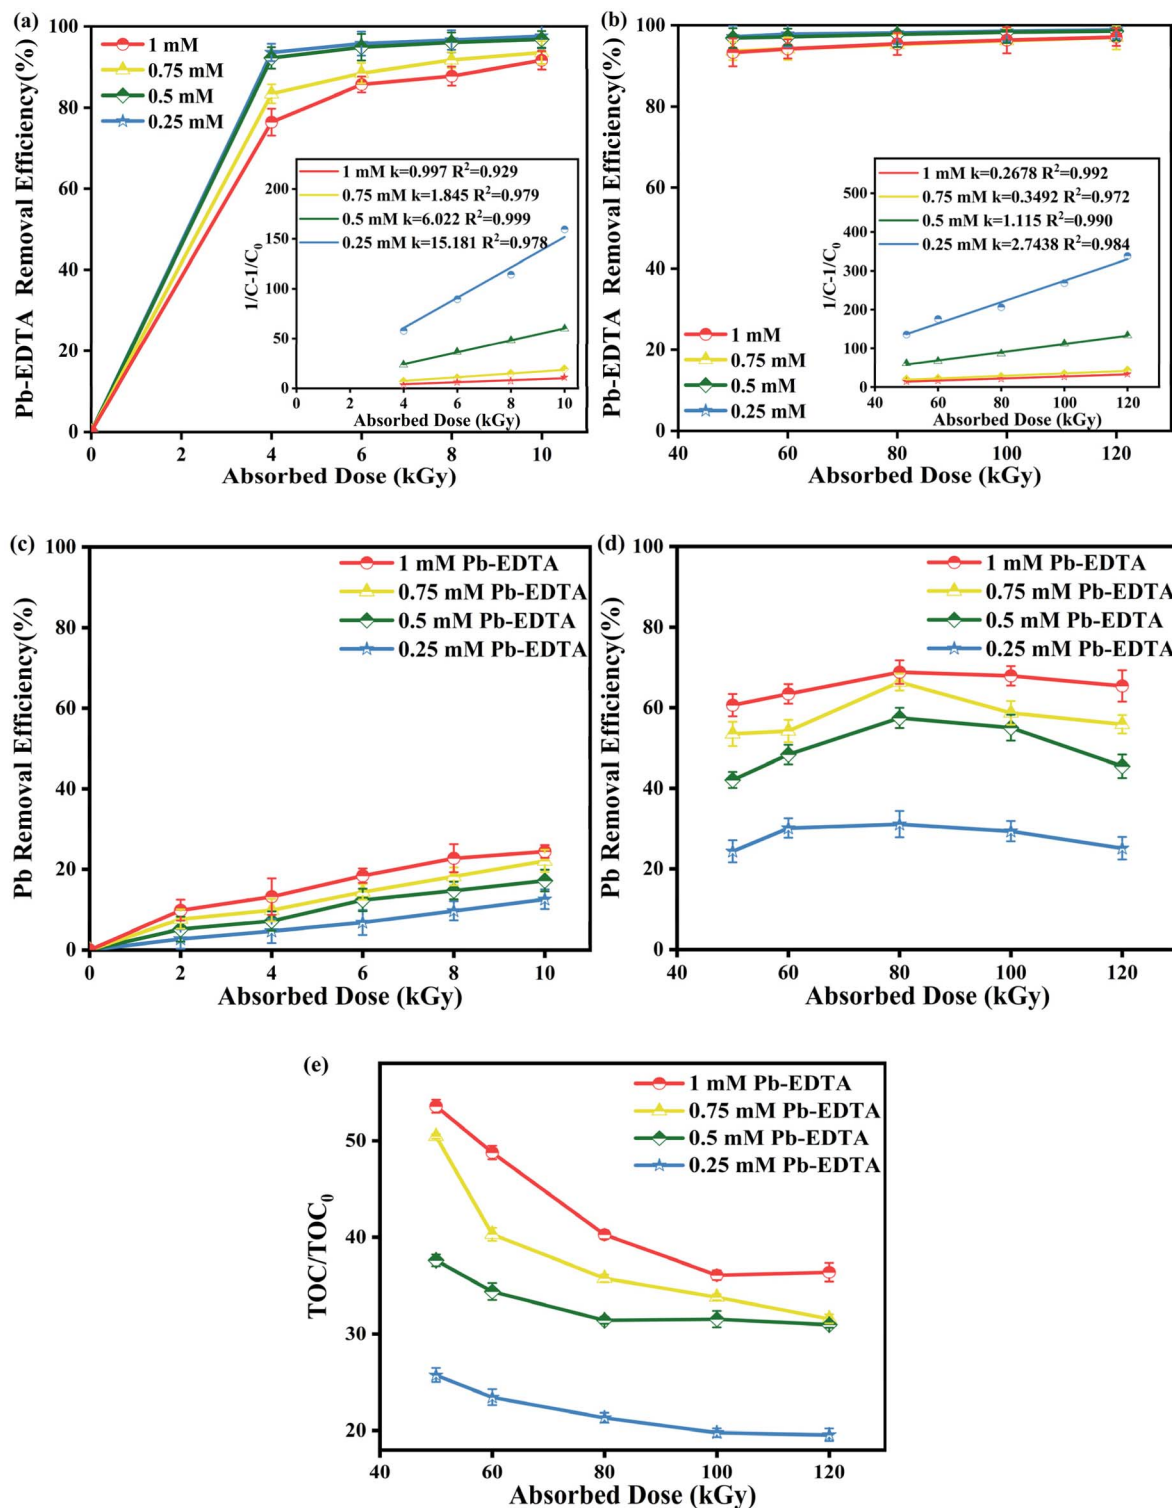 (a)
Pb-EDTA Removal Efficiency(%)
100
80
60
40
20
0
1 mM
0.75 mM
0.5 mM
0.25 mM
1/C-1/C₀
200
150
100
50
0
1 mM k=0.997 R²=0.929
0.75 mM k=1.845 R²=0.979
0.5 mM k=6.022 R²=0.999
0.25 mM k=15.181 R²=0.978
0 2 4 6 8 10
Absorbed Dose (kGy)
0 2 4 6 8 10
Absorbed Dose (kGy)
(b)
Pb-EDTA Removal Efficiency(%)
100
80
60
40
20
0
1/C-1/C₀
500
400
300
200
100
0
1 mM k=0.2678 R²=0.992
0.75 mM k=0.3492 R²=0.972
0.5 mM k=1.115 R²=0.990
0.25 mM k=2.7438 R²=0.984
40 60 80 100 120
Absorbed Dose (kGy)
1 mM
0.75 mM
0.5 mM
0.25 mM
40 60 80 100 120
Absorbed Dose (kGy)
(c)
Pb Removal Efficiency(%)
100
80
60
40
20
0
1 mM Pb-EDTA
0.75 mM Pb-EDTA
0.5 mM Pb-EDTA
0.25 mM Pb-EDTA
0 2 4 6 8 10
Absorbed Dose (kGy)
(d)
Pb Removal Efficiency(%)
100
80
60
40
20
0
1 mM Pb-EDTA
0.75 mM Pb-EDTA
0.5 mM Pb-EDTA
0.25 mM Pb-EDTA
40 60 80 100 120
Absorbed Dose (kGy)
(e)
TOC/TOC₀
50
40
30
20
1 mM Pb-EDTA
0.75 mM Pb-EDTA
0.5 mM Pb-EDTA
0.25 mM Pb-EDTA
40 60 80 100 120
Absorbed Dose (kGy)